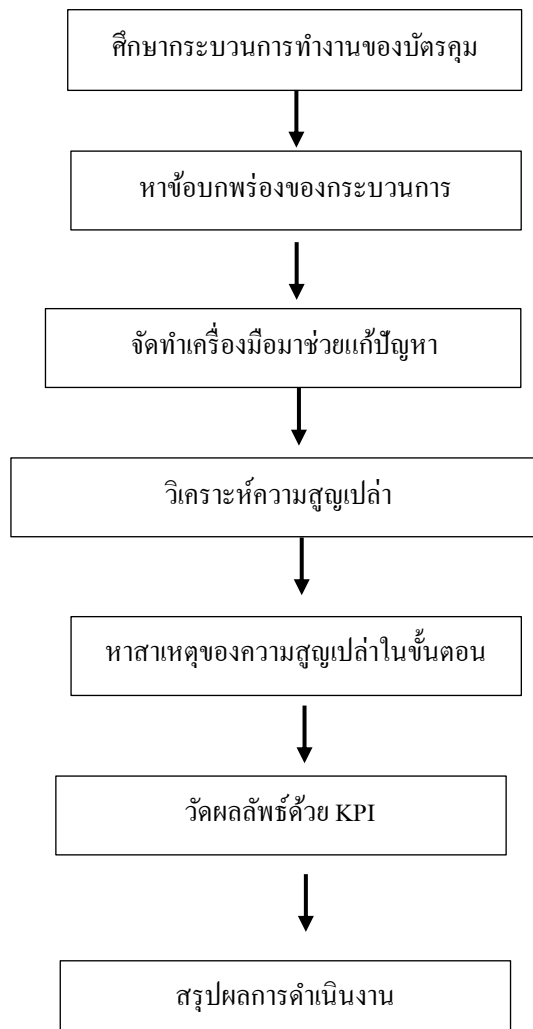 ศึกษากระบวนการทำงานของบัตรคุม
หาข้อบกพร่องของกระบวนการ
จัดทำเครื่องมือมาช่วยแก้ปัญหา
วิเคราะห์ความสูญเปล่า
หาสาเหตุของความสูญเปล่าในขั้นตอน
วัดผลลัพธ์ด้วย KPI
สรุปผลการดำเนินงาน